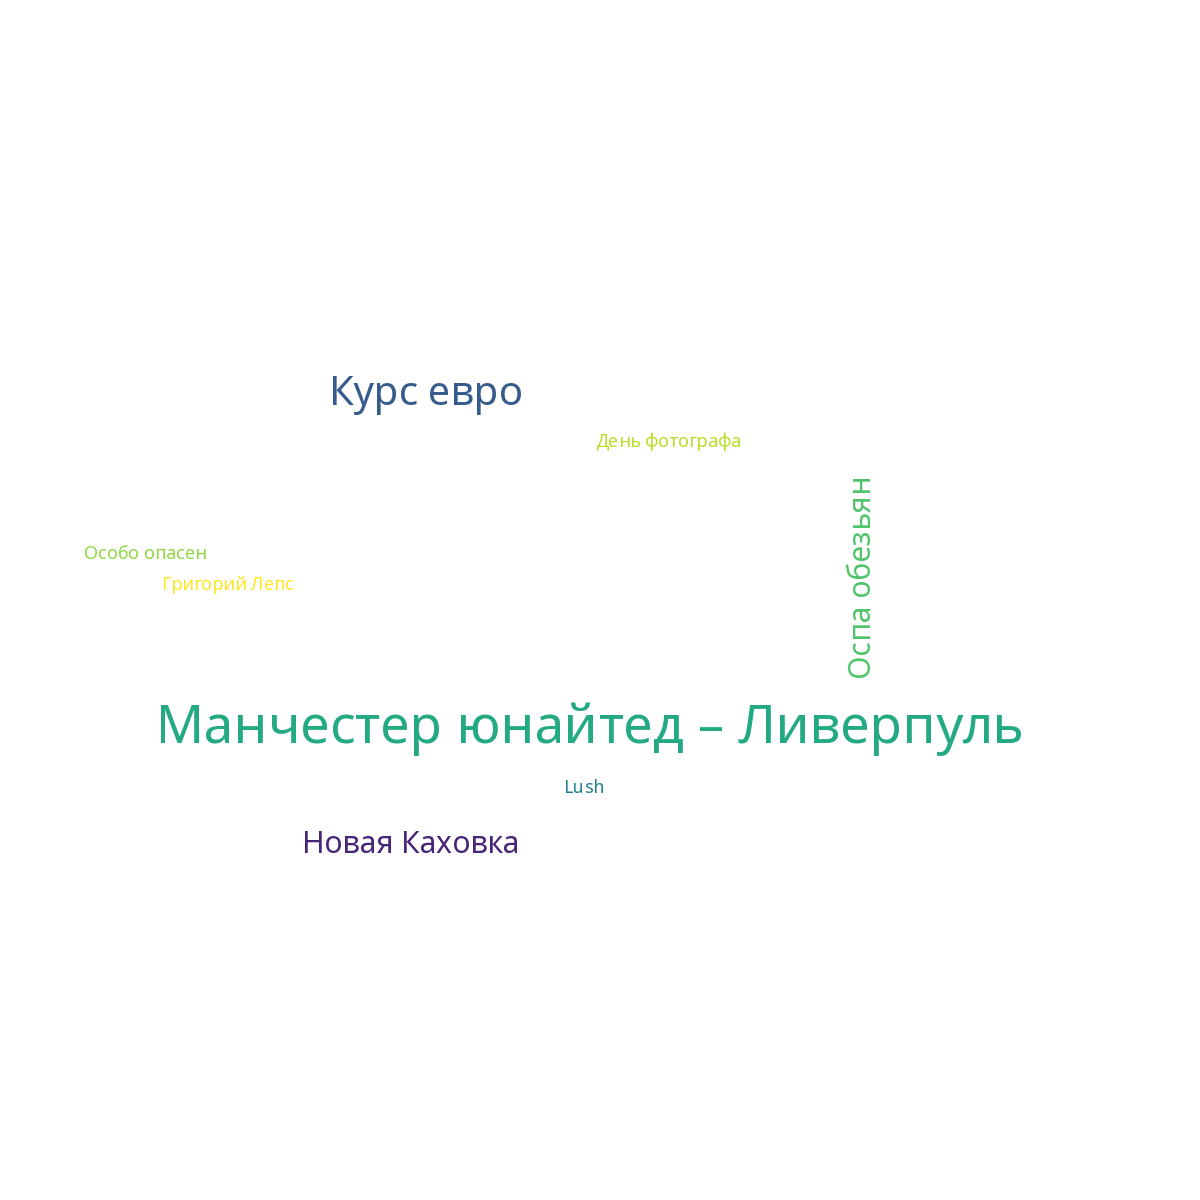 Курс евро
День фотографа
Оспа обезьян
Особо опасен
Григорий Лепс
Манчестер юнайтед – Ливерпуль
Lush
Новая Каховка